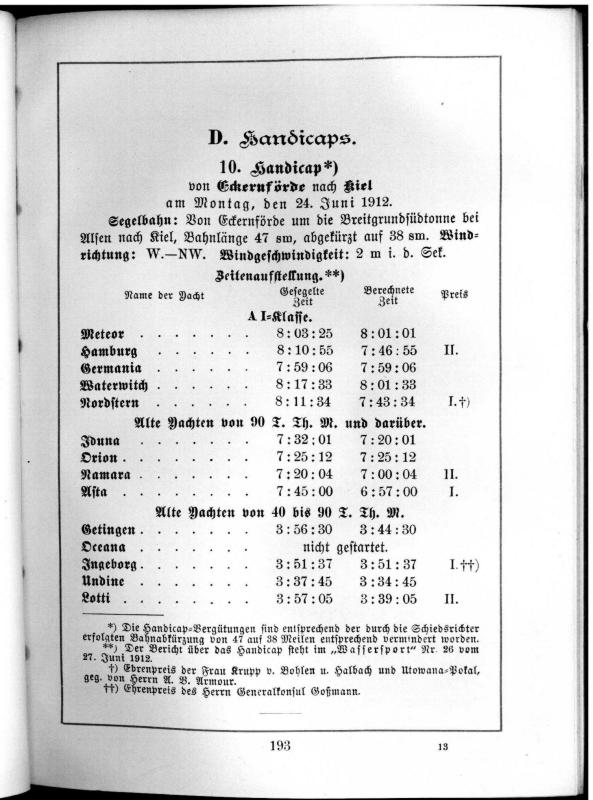 D. Handicaps.
10. Handicap*)
von Eckernförde nach Kiel
am Montag, den 24. Juni 1912.
Segelbahn: Von Eckernförde um die Breitgrundsüdtonne bei
Alsen nach Kiel, Bahnlänge 47 sm, abgekürzt auf 38 sm. Wind-
richtung: W.—NW. Windgeschwindigkeit: 2 m i. d. Sek.
Zeitenaufstellung.**)
Name der Yacht Gesegelte Zeit Berechnete Zeit Preis
A I-Klasse.
Meteor . . . . . . . 8:03:25 8:01:01
Hamburg . . . . . . 8:10:55 7:46:55 II.
Germania . . . . . . 7:59:06 7:59:06
Waterwitch . . . . . . 8:17:33 8:01:33
Nordstern . . . . . . 8:11:34 7:43:34 I.†)
Alte Yachten von 90 T. Th. M. und darüber.
Iduna . . . . . . . 7:32:01 7:20:01
Orion . . . . . . . 7:25:12 7:25:12
Namara . . . . . . . 7:20:04 7:00:04 II.
Asta . . . . . . . 7:45:00 6:57:00 I.
Alte Yachten von 40 bis 90 T. Th. M.
Getingen . . . . . . . 3:56:30 3:44:30
Oceana . . . . . . . nicht gestartet.
Ingeborg . . . . . . . 3:51:37 3:51:37 I.††)
Undine . . . . . . . 3:37:45 3:34:45
Lotti . . . . . . . 3:57:05 3:39:05 II.
*) Die Handicap-Vergütungen sind entsprechend der durch die Schiedsrichter
erfolgten Bahnabkürzung von 47 auf 38 Meilen entsprechend vermindert worden.
**) Der Bericht über das Handicap steht im „Wassersport" Nr. 26 vom
27. Juni 1912.
†) Ehrenpreis der Frau Krupp v. Bohlen u. Halbach und Utowana-Pokal,
geg. von Herrn A. V. Armour.
††) Ehrenpreis des Herrn Generalkonsul Goßmann.
193
13